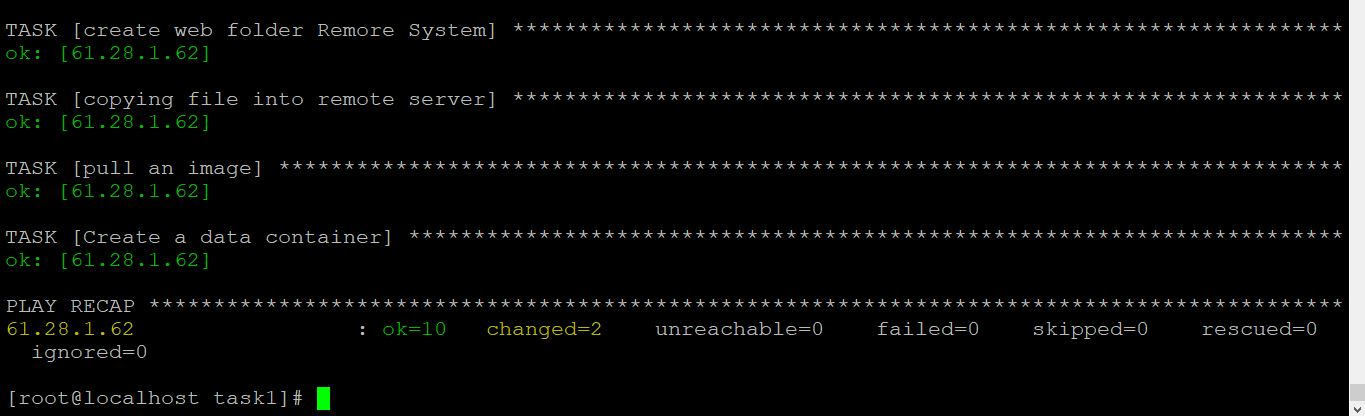 TASK [create web folder Remore System] ****************************************************************
ok: [61.28.1.62]
TASK [copying file into remote server] ****************************************************************
ok: [61.28.1.62]
TASK [pull an image] **********************************************************************************
ok: [61.28.1.62]
TASK [Create a data container] ************************************************************************
ok: [61.28.1.62]
PLAY RECAP ********************************************************************************************
61.28.1.62                 : ok=10   changed=2    unreachable=0    failed=0    skipped=0    rescued=0
  ignored=0
[root@localhost task1]#